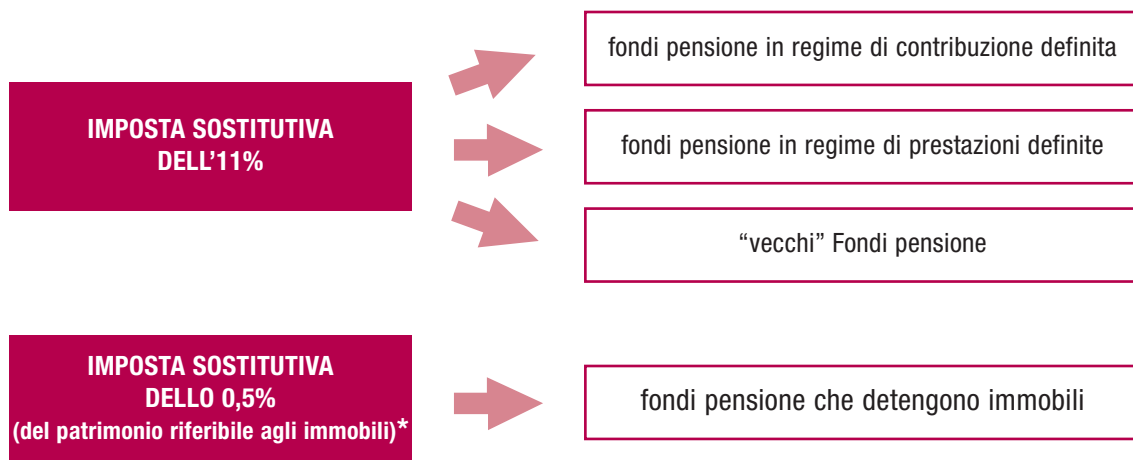 IMPOSTA SOSTITUTIVA
DELL'11%
fondi pensione in regime di contribuzione definita
fondi pensione in regime di prestazioni definite
“vecchi” Fondi pensione
IMPOSTA SOSTITUTIVA
DELLO 0,5%
(del patrimonio riferibile agli immobili)*
fondi pensione che detengono immobili